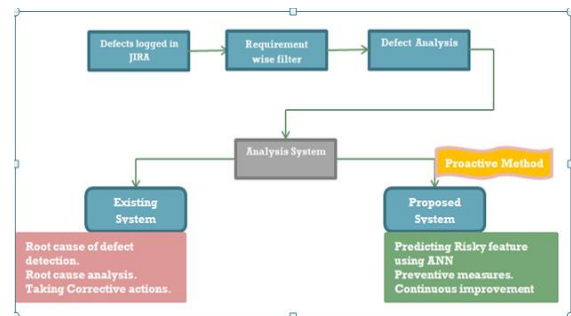 Defects logged in
JIRA
Requirement
wise filter
Defect Analysis
Analysis System
Proactive Method
Existing
System
Proposed
System
Root cause of defect
detection.
Root cause analysis.
Taking Corrective actions.
Predicting Risky feature
using ANN
Preventive measures.
Continuous improvement